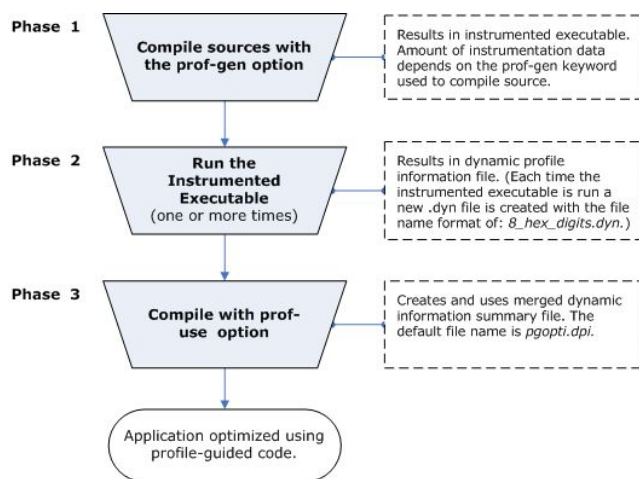 Phase 1
Compile sources with
the prof-gen option
Results in instrumented executable.
Amount of instrumentation data
depends on the prof-gen keyword
used to compile source.
Phase 2
Run the
Instrumented
Executable
(one or more times)
Results in dynamic profile
information file. (Each time the
instrumented executable is run a
new .dyn file is created with the file
name format of: 8_hex_digits.dyn.)
Phase 3
Compile with prof-
use option
Creates and uses merged dynamic
information summary file. The
default file name is pgopti.dpi.
Application optimized using
profile-guided code.